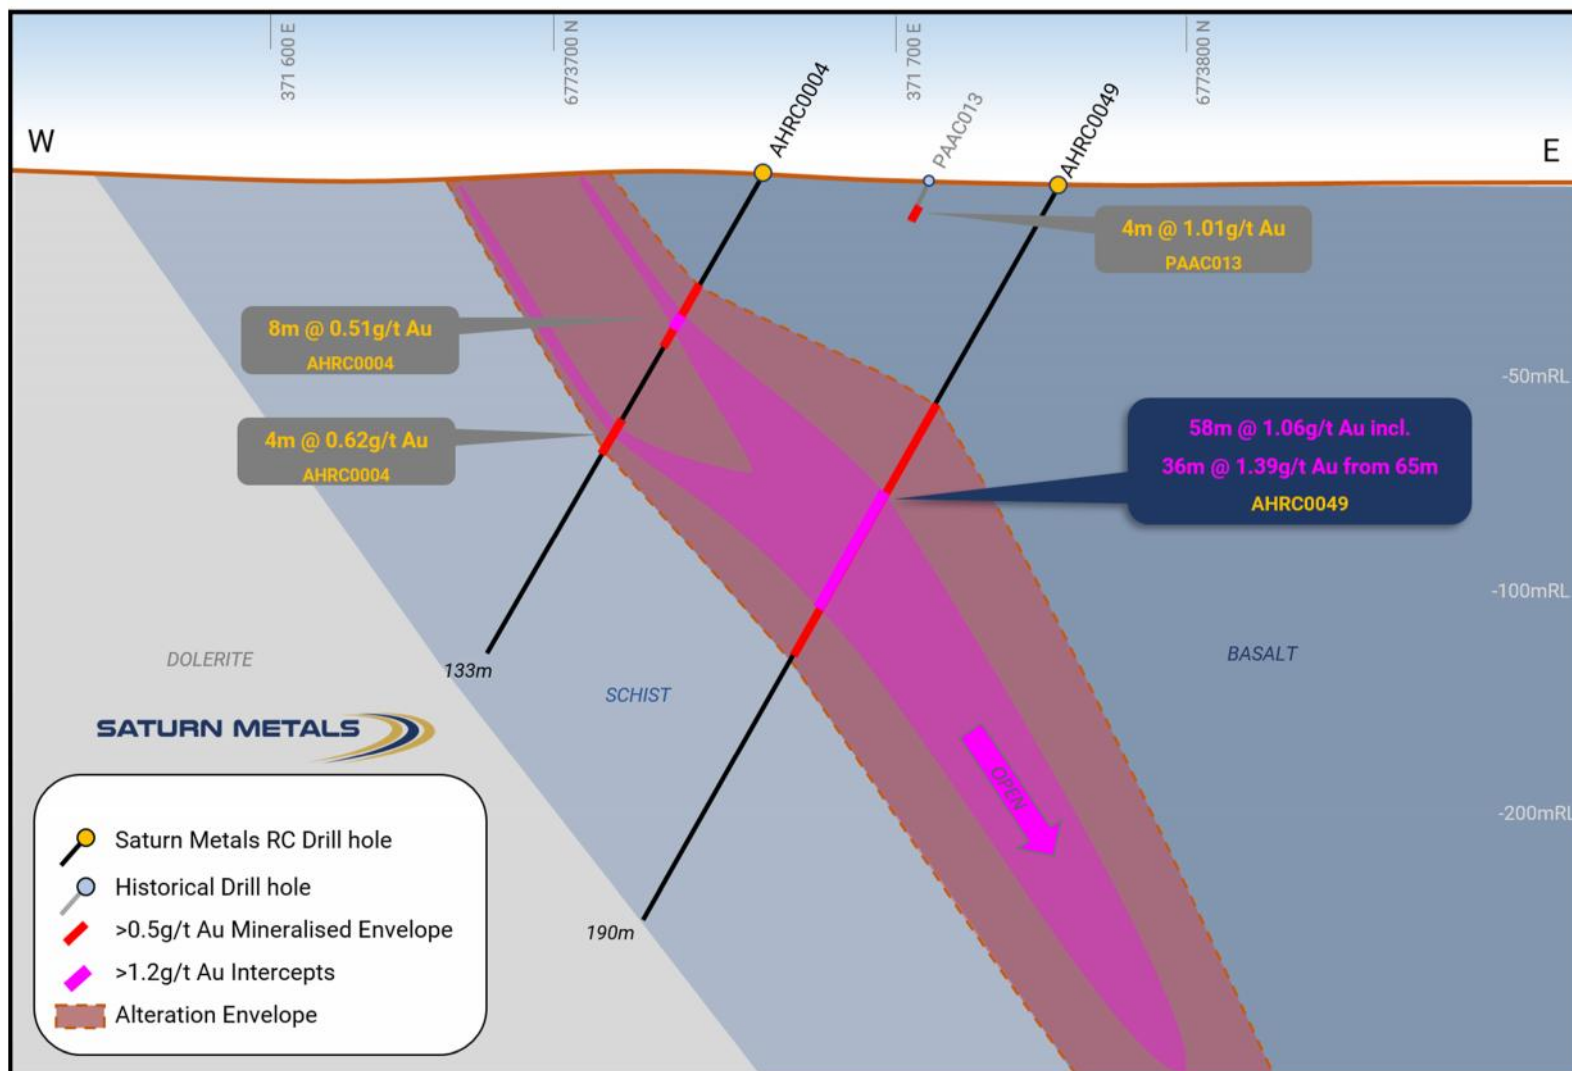 371 600 E
6773700 N
371 700 E
6773800 N
W
E
AHRC0004
PAAC013
AHRC0049
4m @ 1.01g/t Au
PAAC013
8m @ 0.51g/t Au
AHRC0004
-50mRL
4m @ 0.62g/t Au
AHRC0004
58m @ 1.06g/t Au incl.
36m @ 1.39g/t Au from 65m
AHRC0049
-100mRL
DOLERITE
133m
SCHIST
BASALT
SATURN METALS
OPEN
-200mRL
190m
Saturn Metals RC Drill hole
Historical Drill hole
>0.5g/t Au Mineralised Envelope
>1.2g/t Au Intercepts
Alteration Envelope